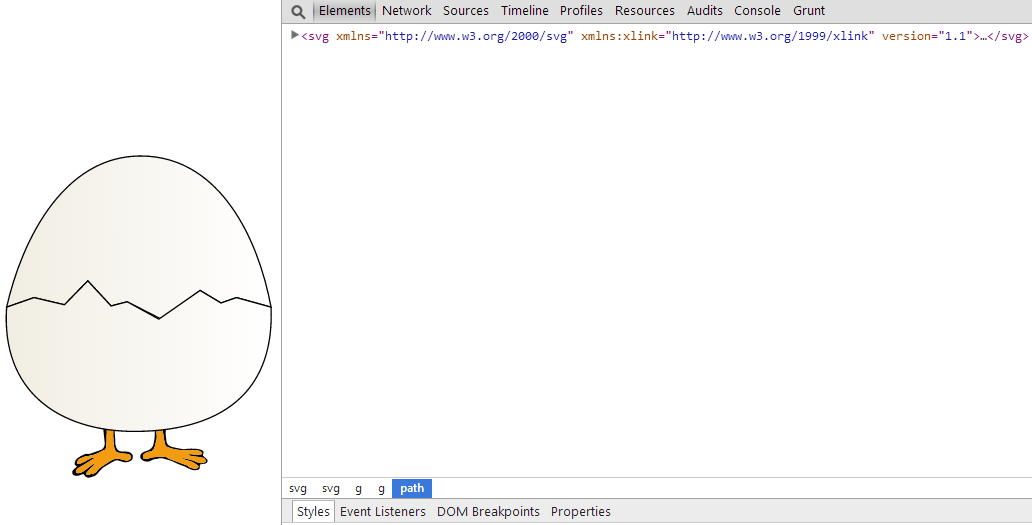 Elements Network Sources Timeline Profiles Resources Audits Console Grunt
<svg xmlns="http://www.w3.org/2000/svg" xmlns:xlink="http://www.w3.org/1999/xlink" version="1.1">…</svg>
svg svg g g path
Styles Event Listeners DOM Breakpoints Properties